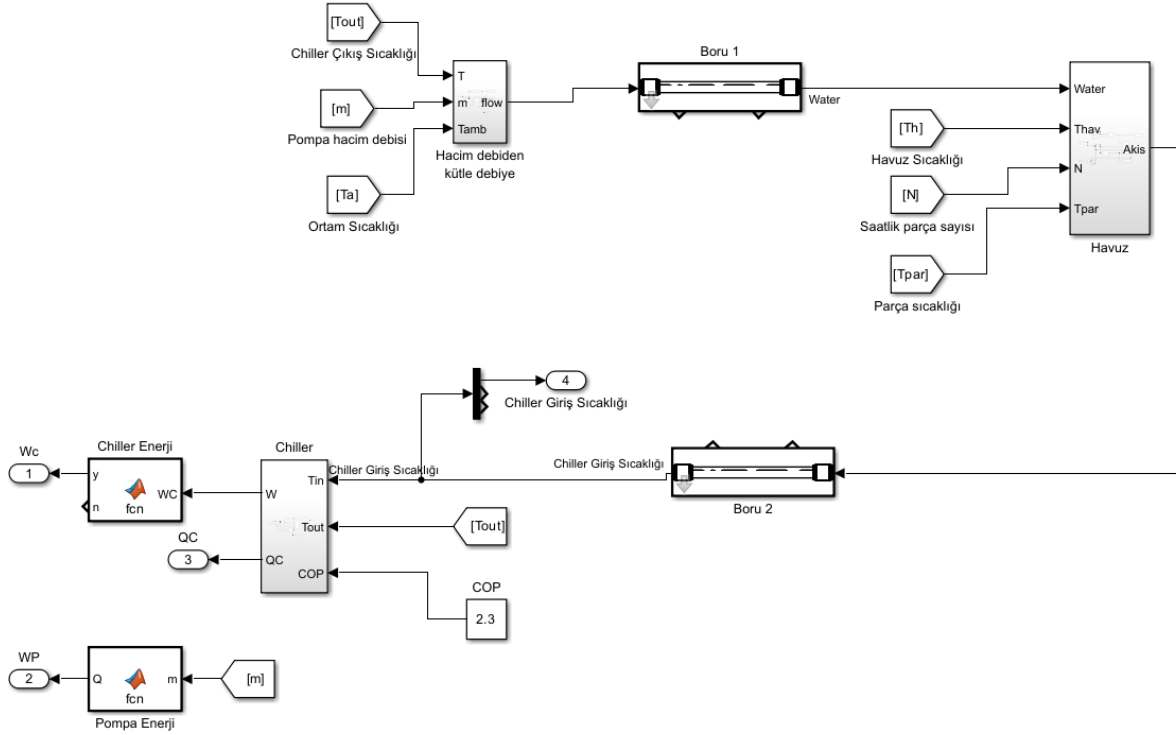 [Tout]
Chiller Çıkış Sıcaklığı
[m]
Pompa hacim debisi
[Ta]
Ortam Sıcaklığı
T
m
Tamb
flow
Hacim debiden
kütle debiye
Boru 1
Water
[Th]
Havuz Sıcaklığı
[N]
Saatlik parça sayısı
[Tpar]
Parça sıcaklığı
Water
Thav
N
Tpar
Akis
Havuz
4
Chiller Giriş Sıcaklığı
Wc
1
Chiller Enerji
y
n
WC
fcn
QC
3
Chiller
W
QC
Tin
Tout
COP
Chiller Giriş Sıcaklığı
Chiller Giriş Sıcaklığı
Boru 2
[Tout]
COP
2.3
WP
2
Q
m
fcn
Pompa Enerji
[m]